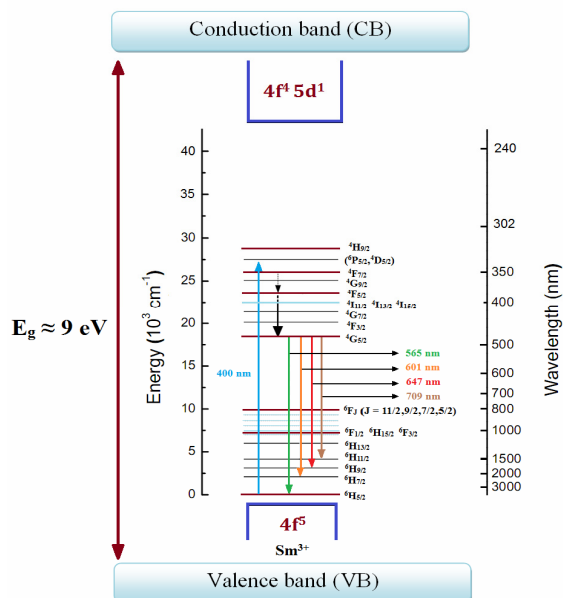 Conduction band (CB)
4f⁴ 5d¹
40
35
30
25
20
15
10
5
0
Energy (10³ cm⁻¹)
E_g ≈ 9 eV
240
302
350
400
500
600
700
800
1000
1500
2000
3000
Wavelength (nm)
⁴H₉/₂
(⁶P₅/₂,⁴D₅/₂)
⁴F₇/₂
⁴G₉/₂
⁴F₅/₂
⁴I₁₁/₂ ⁴I₁₃/₂ ⁴I₁₅/₂
⁴G₇/₂
⁴F₃/₂
⁴G₅/₂
400 nm
565 nm
601 nm
647 nm
709 nm
⁶F_J (J = 11/2,9/2,7/2,5/2)
⁶F₁/₂ ⁶H₁₅/₂ ⁶F₃/₂
⁶H₁₃/₂
⁶H₁₁/₂
⁶H₉/₂
⁶H₇/₂
⁶H₅/₂
4f⁵
Sm³⁺
Valence band (VB)